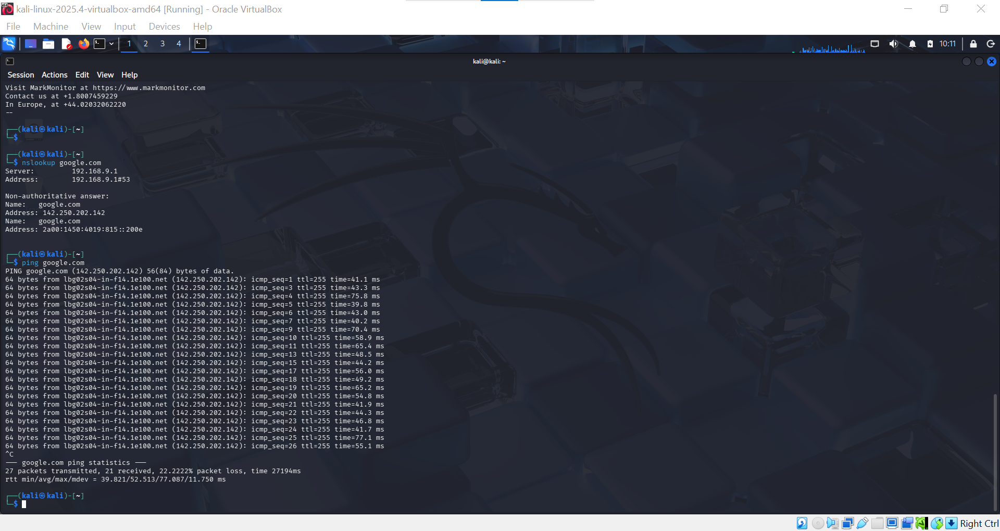 kali-linux-2025.4-virtualbox-amd64 [Running] - Oracle VirtualBox
File Machine View Input Devices Help
1 2 3 4 10:11
kali@kali: ~
Session Actions Edit View Help
Visit MarkMonitor at https://www.markmonitor.com
Contact us at +1.8007459229
In Europe, at +44.02032062220
--
┌──(kali㉿kali)-[~]
└─$
┌──(kali㉿kali)-[~]
└─$ nslookup google.com
Server:         192.168.9.1
Address:        192.168.9.1#53
Non-authoritative answer:
Name:   google.com
Address: 142.250.202.142
Name:   google.com
Address: 2a00:1450:4019:815::200e
┌──(kali㉿kali)-[~]
└─$ ping google.com
PING google.com (142.250.202.142) 56(84) bytes of data.
64 bytes from lbg02s04-in-f14.1e100.net (142.250.202.142): icmp_seq=1 ttl=255 time=41.1 ms
64 bytes from lbg02s04-in-f14.1e100.net (142.250.202.142): icmp_seq=3 ttl=255 time=43.3 ms
64 bytes from lbg02s04-in-f14.1e100.net (142.250.202.142): icmp_seq=4 ttl=255 time=75.8 ms
64 bytes from lbg02s04-in-f14.1e100.net (142.250.202.142): icmp_seq=5 ttl=255 time=39.8 ms
64 bytes from lbg02s04-in-f14.1e100.net (142.250.202.142): icmp_seq=6 ttl=255 time=43.0 ms
64 bytes from lbg02s04-in-f14.1e100.net (142.250.202.142): icmp_seq=7 ttl=255 time=40.2 ms
64 bytes from lbg02s04-in-f14.1e100.net (142.250.202.142): icmp_seq=9 ttl=255 time=70.4 ms
64 bytes from lbg02s04-in-f14.1e100.net (142.250.202.142): icmp_seq=10 ttl=255 time=58.9 ms
64 bytes from lbg02s04-in-f14.1e100.net (142.250.202.142): icmp_seq=11 ttl=255 time=65.4 ms
64 bytes from lbg02s04-in-f14.1e100.net (142.250.202.142): icmp_seq=13 ttl=255 time=48.5 ms
64 bytes from lbg02s04-in-f14.1e100.net (142.250.202.142): icmp_seq=15 ttl=255 time=44.2 ms
64 bytes from lbg02s04-in-f14.1e100.net (142.250.202.142): icmp_seq=17 ttl=255 time=56.0 ms
64 bytes from lbg02s04-in-f14.1e100.net (142.250.202.142): icmp_seq=18 ttl=255 time=49.2 ms
64 bytes from lbg02s04-in-f14.1e100.net (142.250.202.142): icmp_seq=19 ttl=255 time=65.2 ms
64 bytes from lbg02s04-in-f14.1e100.net (142.250.202.142): icmp_seq=20 ttl=255 time=54.8 ms
64 bytes from lbg02s04-in-f14.1e100.net (142.250.202.142): icmp_seq=21 ttl=255 time=41.9 ms
64 bytes from lbg02s04-in-f14.1e100.net (142.250.202.142): icmp_seq=22 ttl=255 time=44.3 ms
64 bytes from lbg02s04-in-f14.1e100.net (142.250.202.142): icmp_seq=23 ttl=255 time=46.8 ms
64 bytes from lbg02s04-in-f14.1e100.net (142.250.202.142): icmp_seq=24 ttl=255 time=41.7 ms
64 bytes from lbg02s04-in-f14.1e100.net (142.250.202.142): icmp_seq=25 ttl=255 time=77.1 ms
64 bytes from lbg02s04-in-f14.1e100.net (142.250.202.142): icmp_seq=26 ttl=255 time=55.1 ms
^C
--- google.com ping statistics ---
27 packets transmitted, 21 received, 22.2222% packet loss, time 27194ms
rtt min/avg/max/mdev = 39.821/52.513/77.087/11.750 ms
┌──(kali㉿kali)-[~]
└─$
Right Ctrl